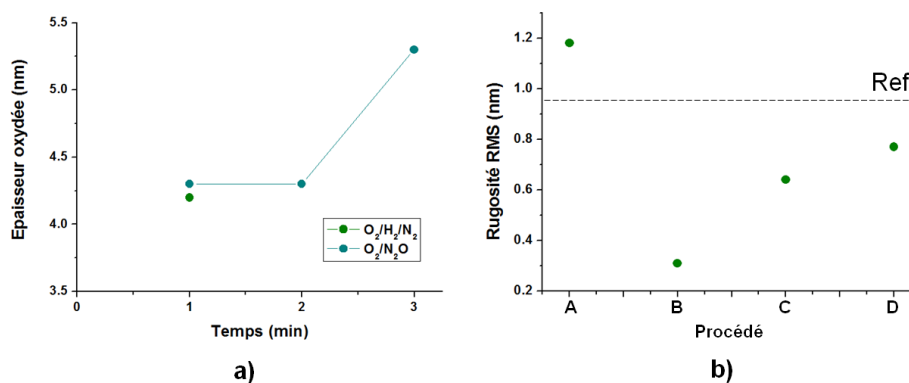 5.5
5.0
4.5
4.0
3.5
0
1
2
3
Epaisseur oxydée (nm)
Temps (min)
O₂/H₂/N₂
O₂/N₂O
a)
1.2
1.0
0.8
0.6
0.4
0.2
A
B
C
D
Rugosité RMS (nm)
Procédé
Ref
b)